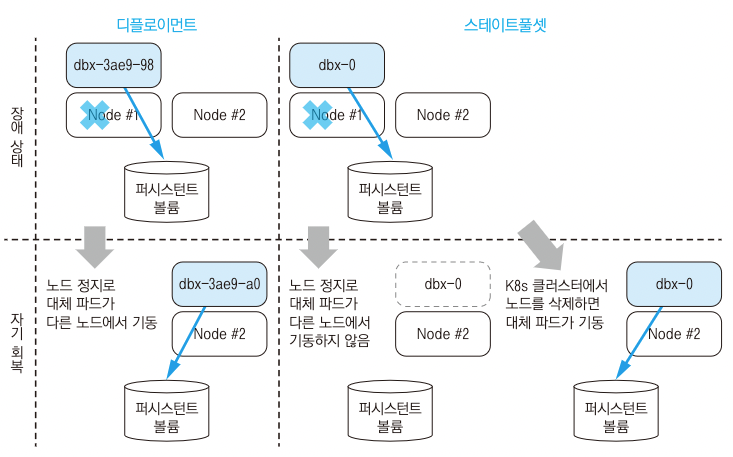 디플로이먼트
스테이트풀셋
장애 상태
dbx-3ae9-98
Node #1
Node #2
퍼시스턴트
볼륨
dbx-0
Node #1
Node #2
퍼시스턴트
볼륨
자기 회복
노드 정지로
대체 파드가
다른 노드에서 기동
dbx-3ae9-a0
Node #2
퍼시스턴트
볼륨
노드 정지로
대체 파드가
다른 노드에서
기동하지 않음
dbx-0
Node #2
퍼시스턴트
볼륨
K8s 클러스터에서
노드를 삭제하면
대체 파드가 기동
dbx-0
Node #2
퍼시스턴트
볼륨